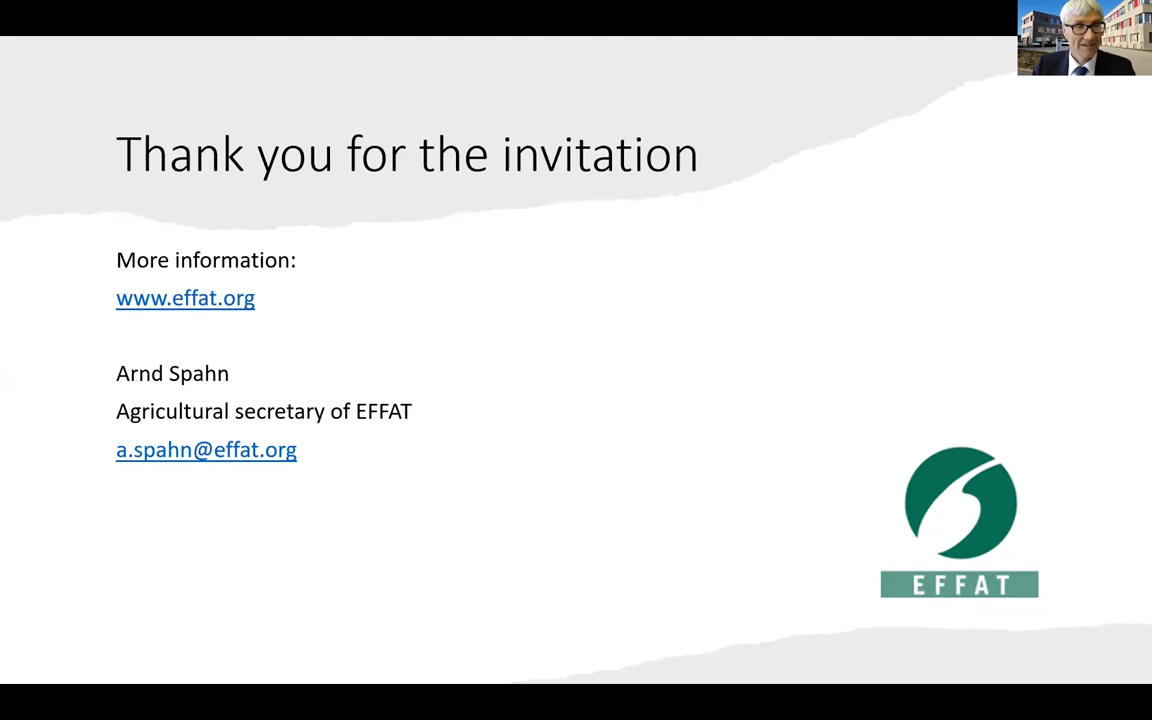 Thank you for the invitation
More information:
www.effat.org
Arnd Spahn
Agricultural secretary of EFFAT
a.spahn@effat.org
EFFAT